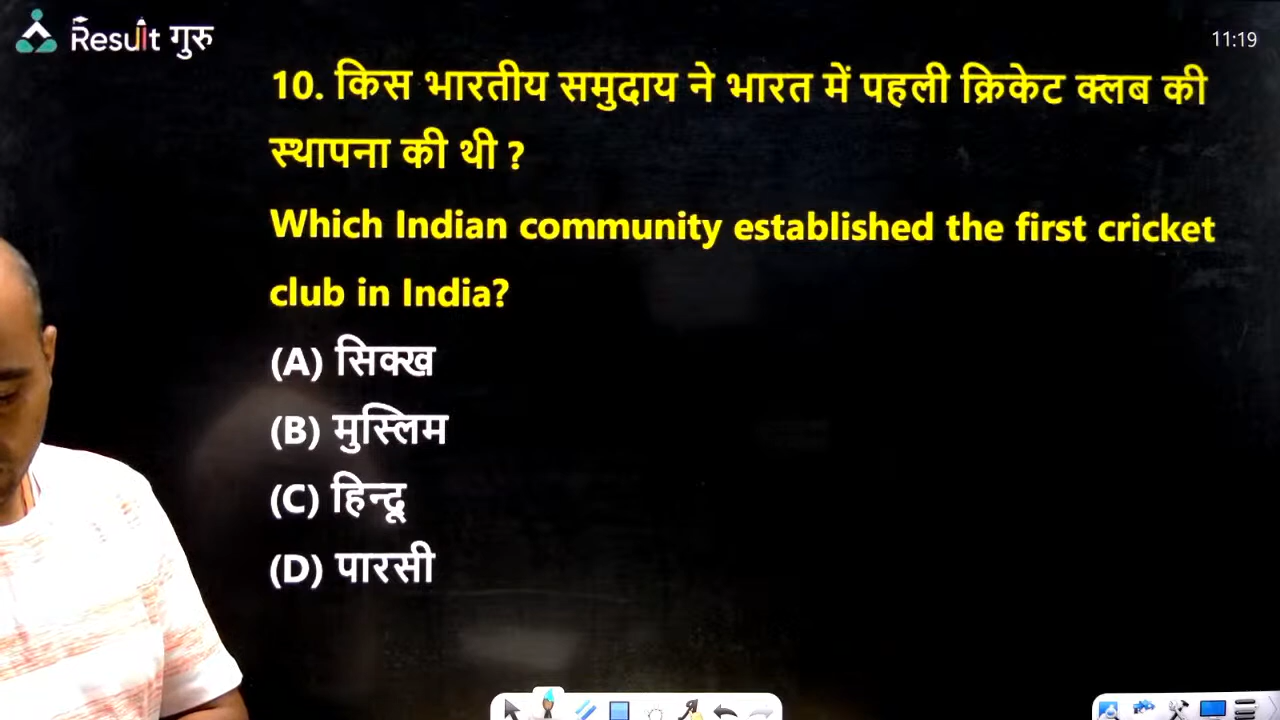 Result गुरु
11:19
10. किस भारतीय समुदाय ने भारत में पहली क्रिकेट क्लब की
स्थापना की थी ?
Which Indian community established the first cricket
club in India?
(A) सिक्ख
(B) मुस्लिम
(C) हिन्दू
(D) पारसी